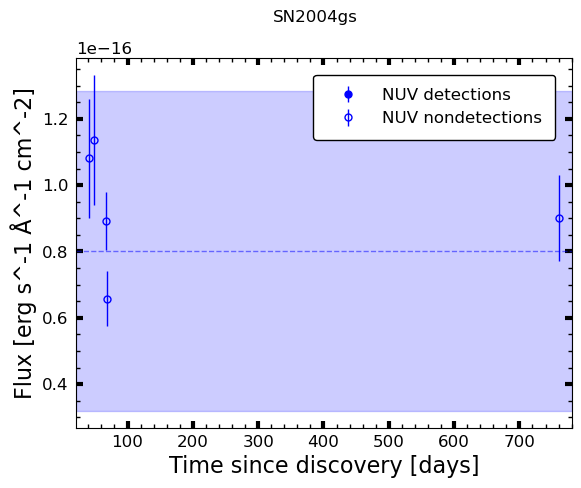 SN2004gs
1e−16
NUV detections
NUV nondetections
1.2
1.0
0.8
0.6
0.4
Flux [erg s^-1 Å^-1 cm^-2]
100 200 300 400 500 600 700
Time since discovery [days]